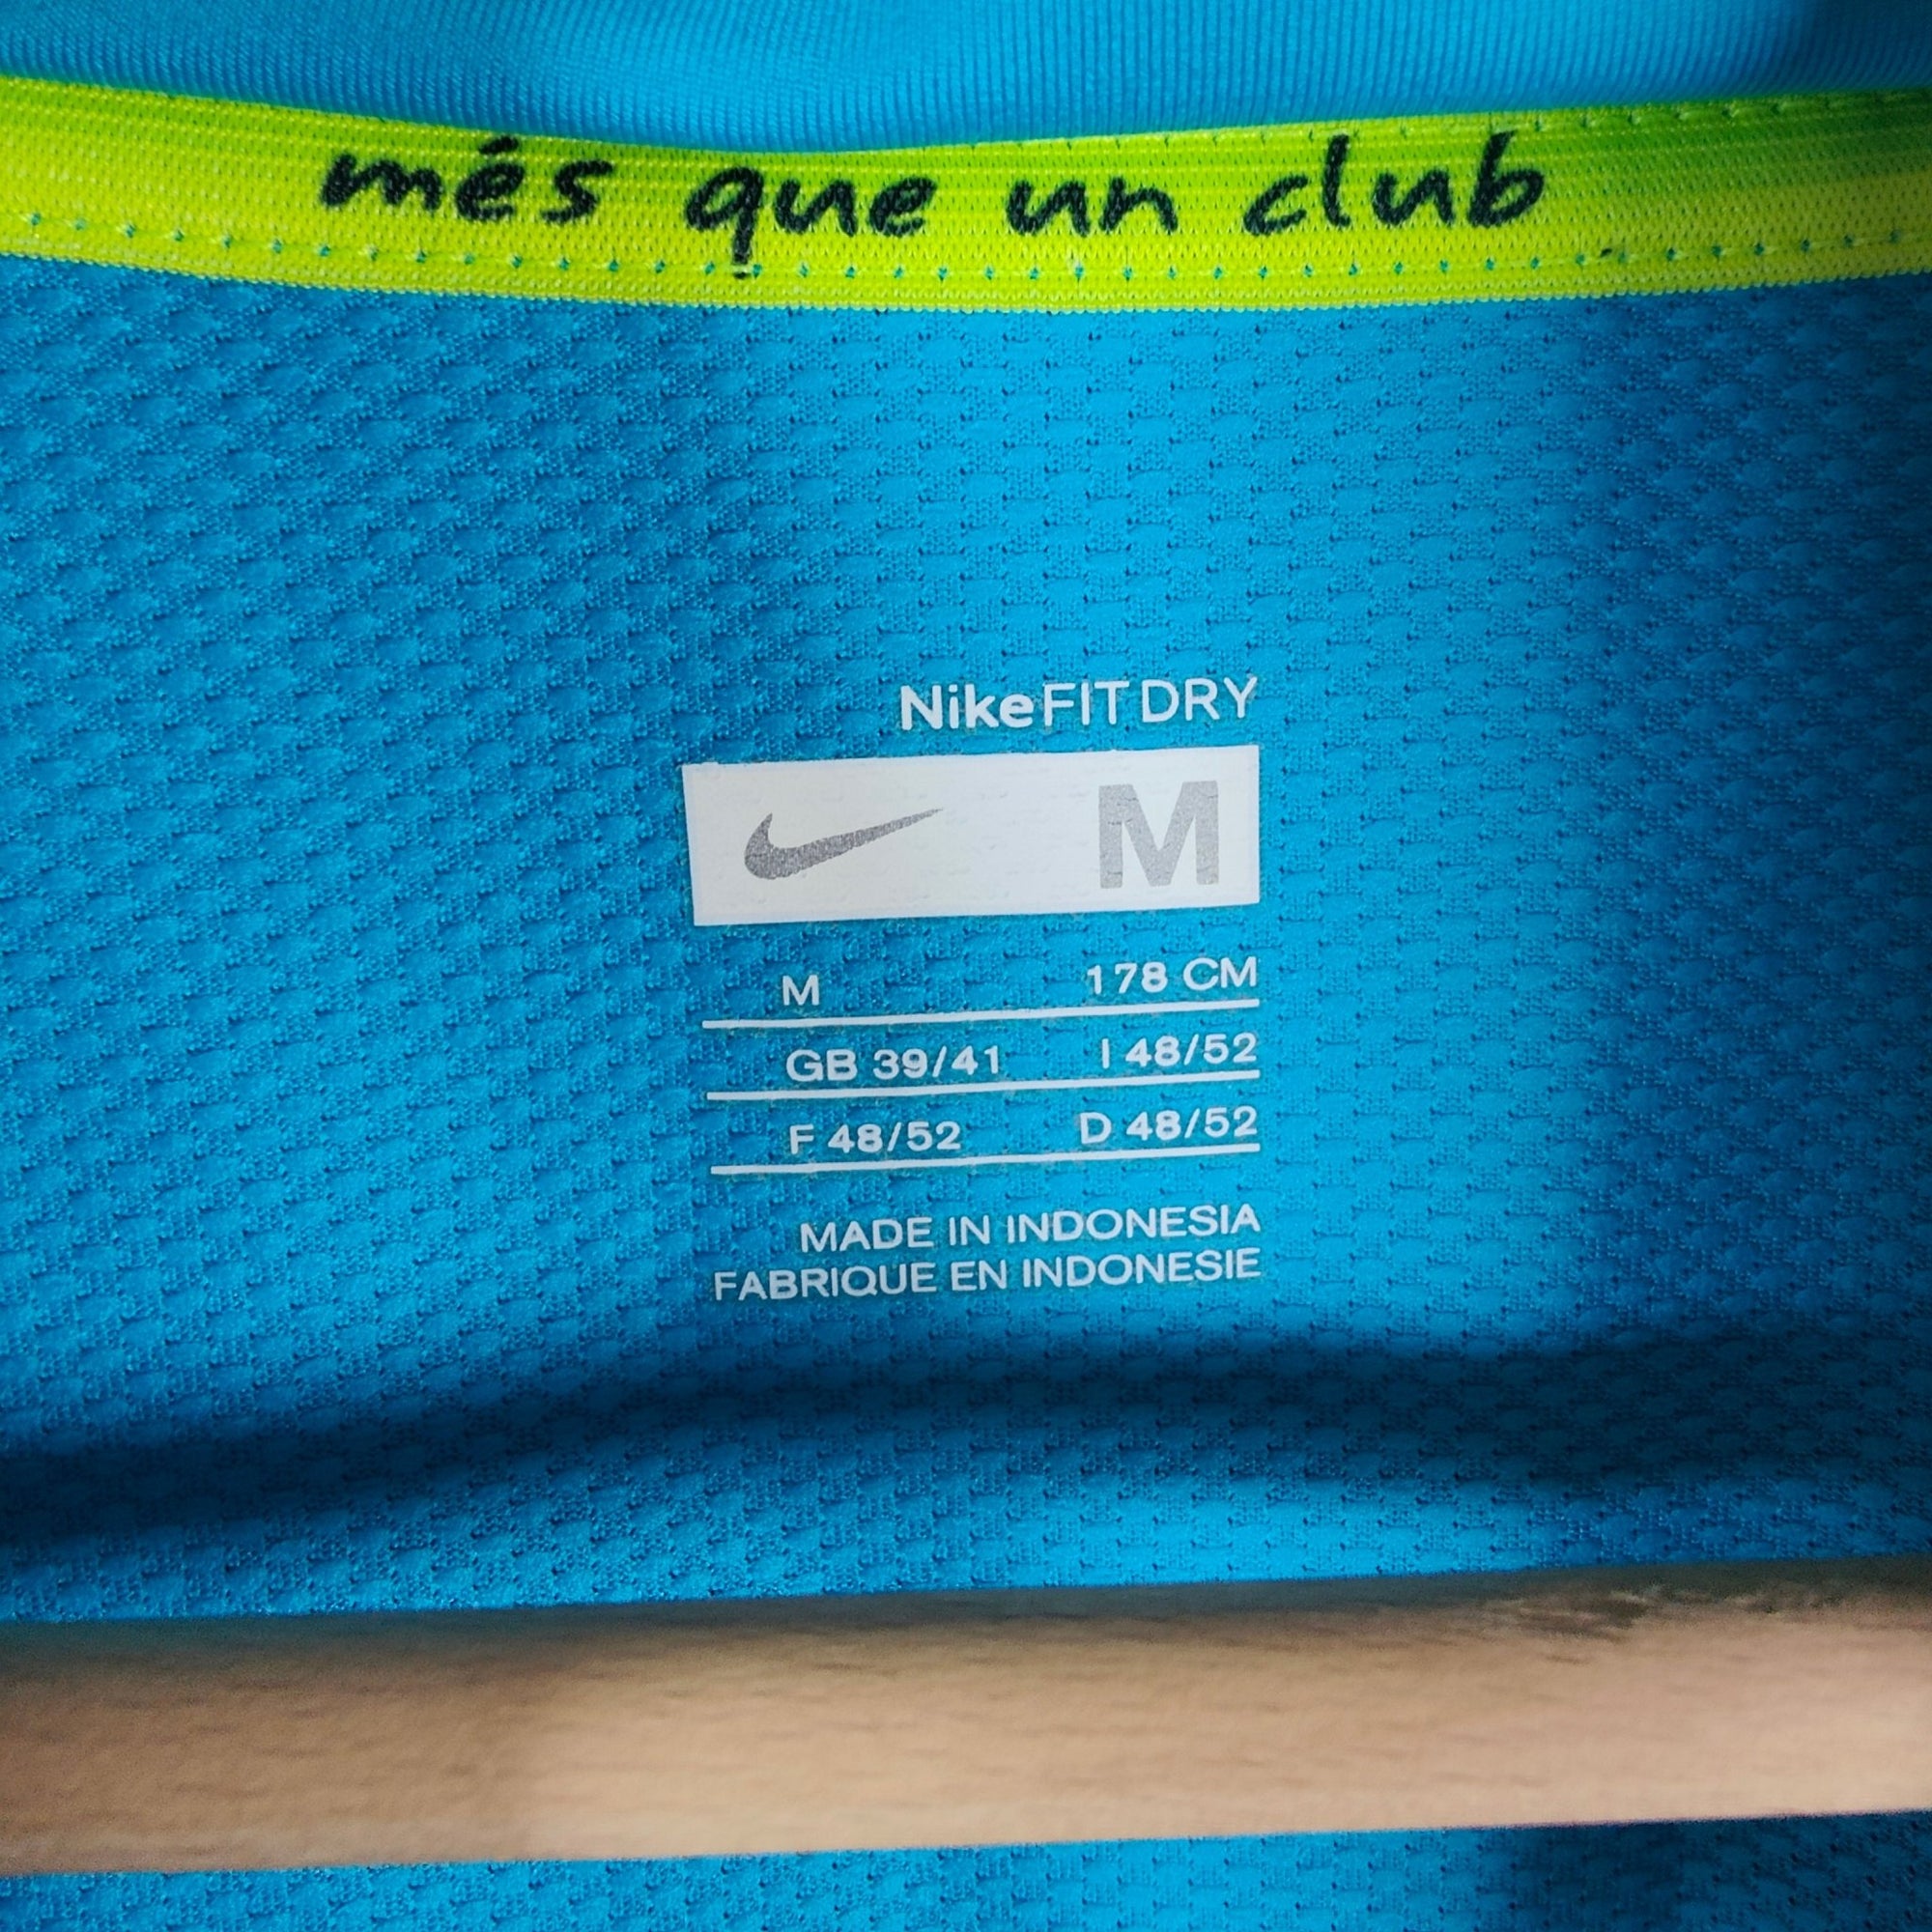 més que un club
NikeFIT DRY
M
M 178 CM
GB 39/41 I 48/52
F 48/52 D 48/52
MADE IN INDONESIA
FABRIQUE EN INDONESIE